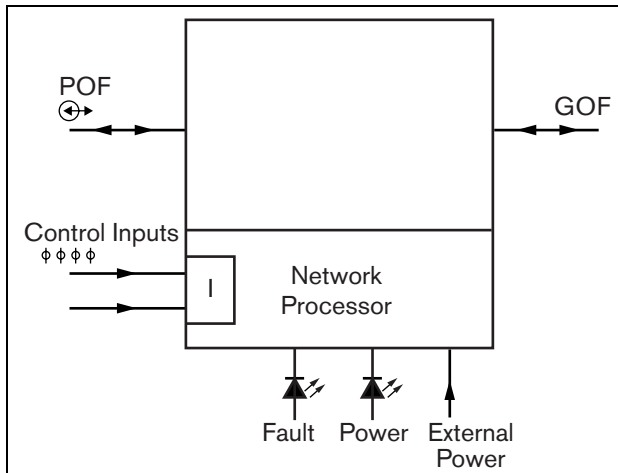 POF
GOF
Control Inputs
I
Network
Processor
Fault
Power
External
Power